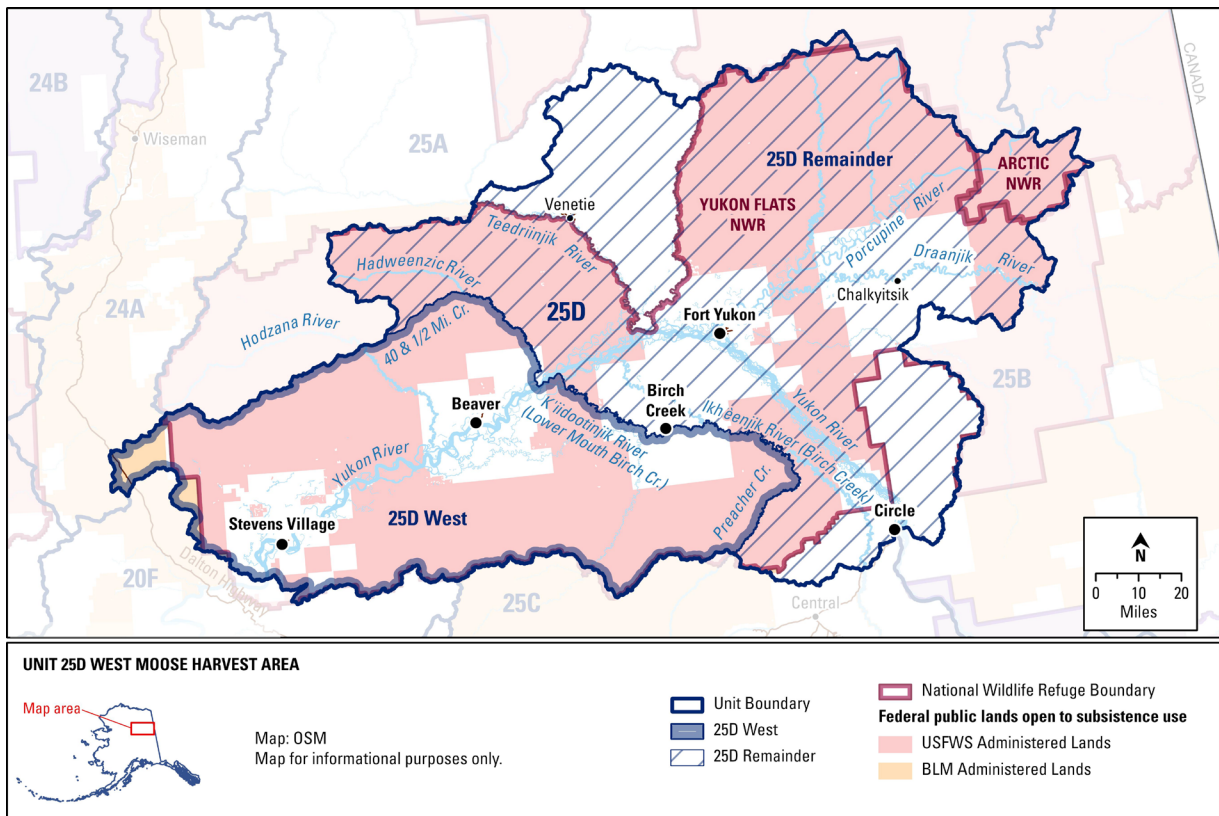 24B
Wiseman
25A
CANADA
25D Remainder
ARCTIC
NWR
YUKON FLATS
NWR
Venetie
Teedriinjik River
Porcupine River
Hadweenzic River
Draanjik River
Chalkyitsik
24A
25D
Hodzana River
40 & 1/2 Mi. Cr.
Fort Yukon
25B
Birch
Creek
Beaver
K'iidootinjik River
(Lower Mouth Birch Cr.)
Ikheenjik River (Birch Creek)
Yukon River
Yukon River
Preacher Cr.
Stevens Village
25D West
Circle
20F
Dalton Highway
25C
Central
N
0 10 20
Miles
UNIT 25D WEST MOOSE HARVEST AREA
Map area
Map: OSM
Map for informational purposes only.
Unit Boundary
25D West
25D Remainder
National Wildlife Refuge Boundary
Federal public lands open to subsistence use
USFWS Administered Lands
BLM Administered Lands